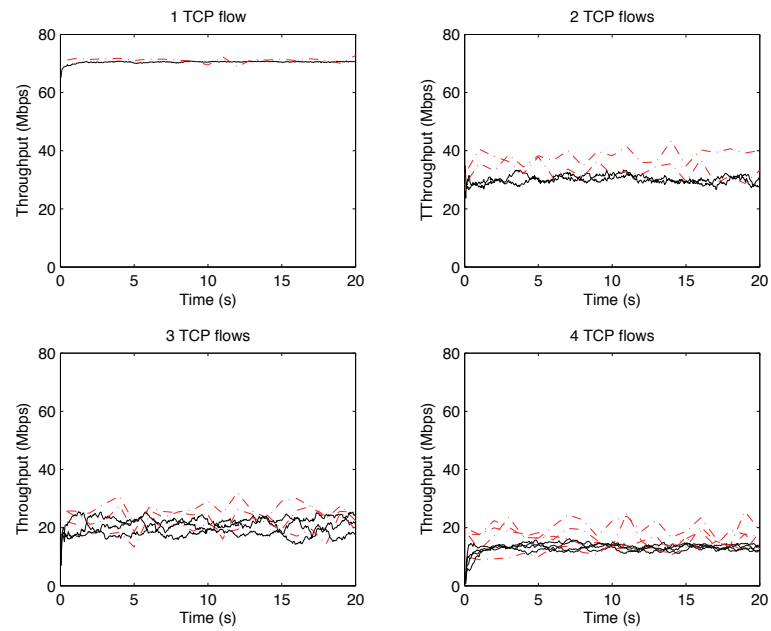 1 TCP flow
80
60
40
20
0
Throughput (Mbps)
0 5 10 15 20
Time (s)
2 TCP flows
80
60
40
20
0
TThroughput (Mbps)
0 5 10 15 20
Time (s)
3 TCP flows
80
60
40
20
0
Throughput (Mbps)
0 5 10 15 20
Time (s)
4 TCP flows
80
60
40
20
0
Throughput (Mbps)
0 5 10 15 20
Time (s)